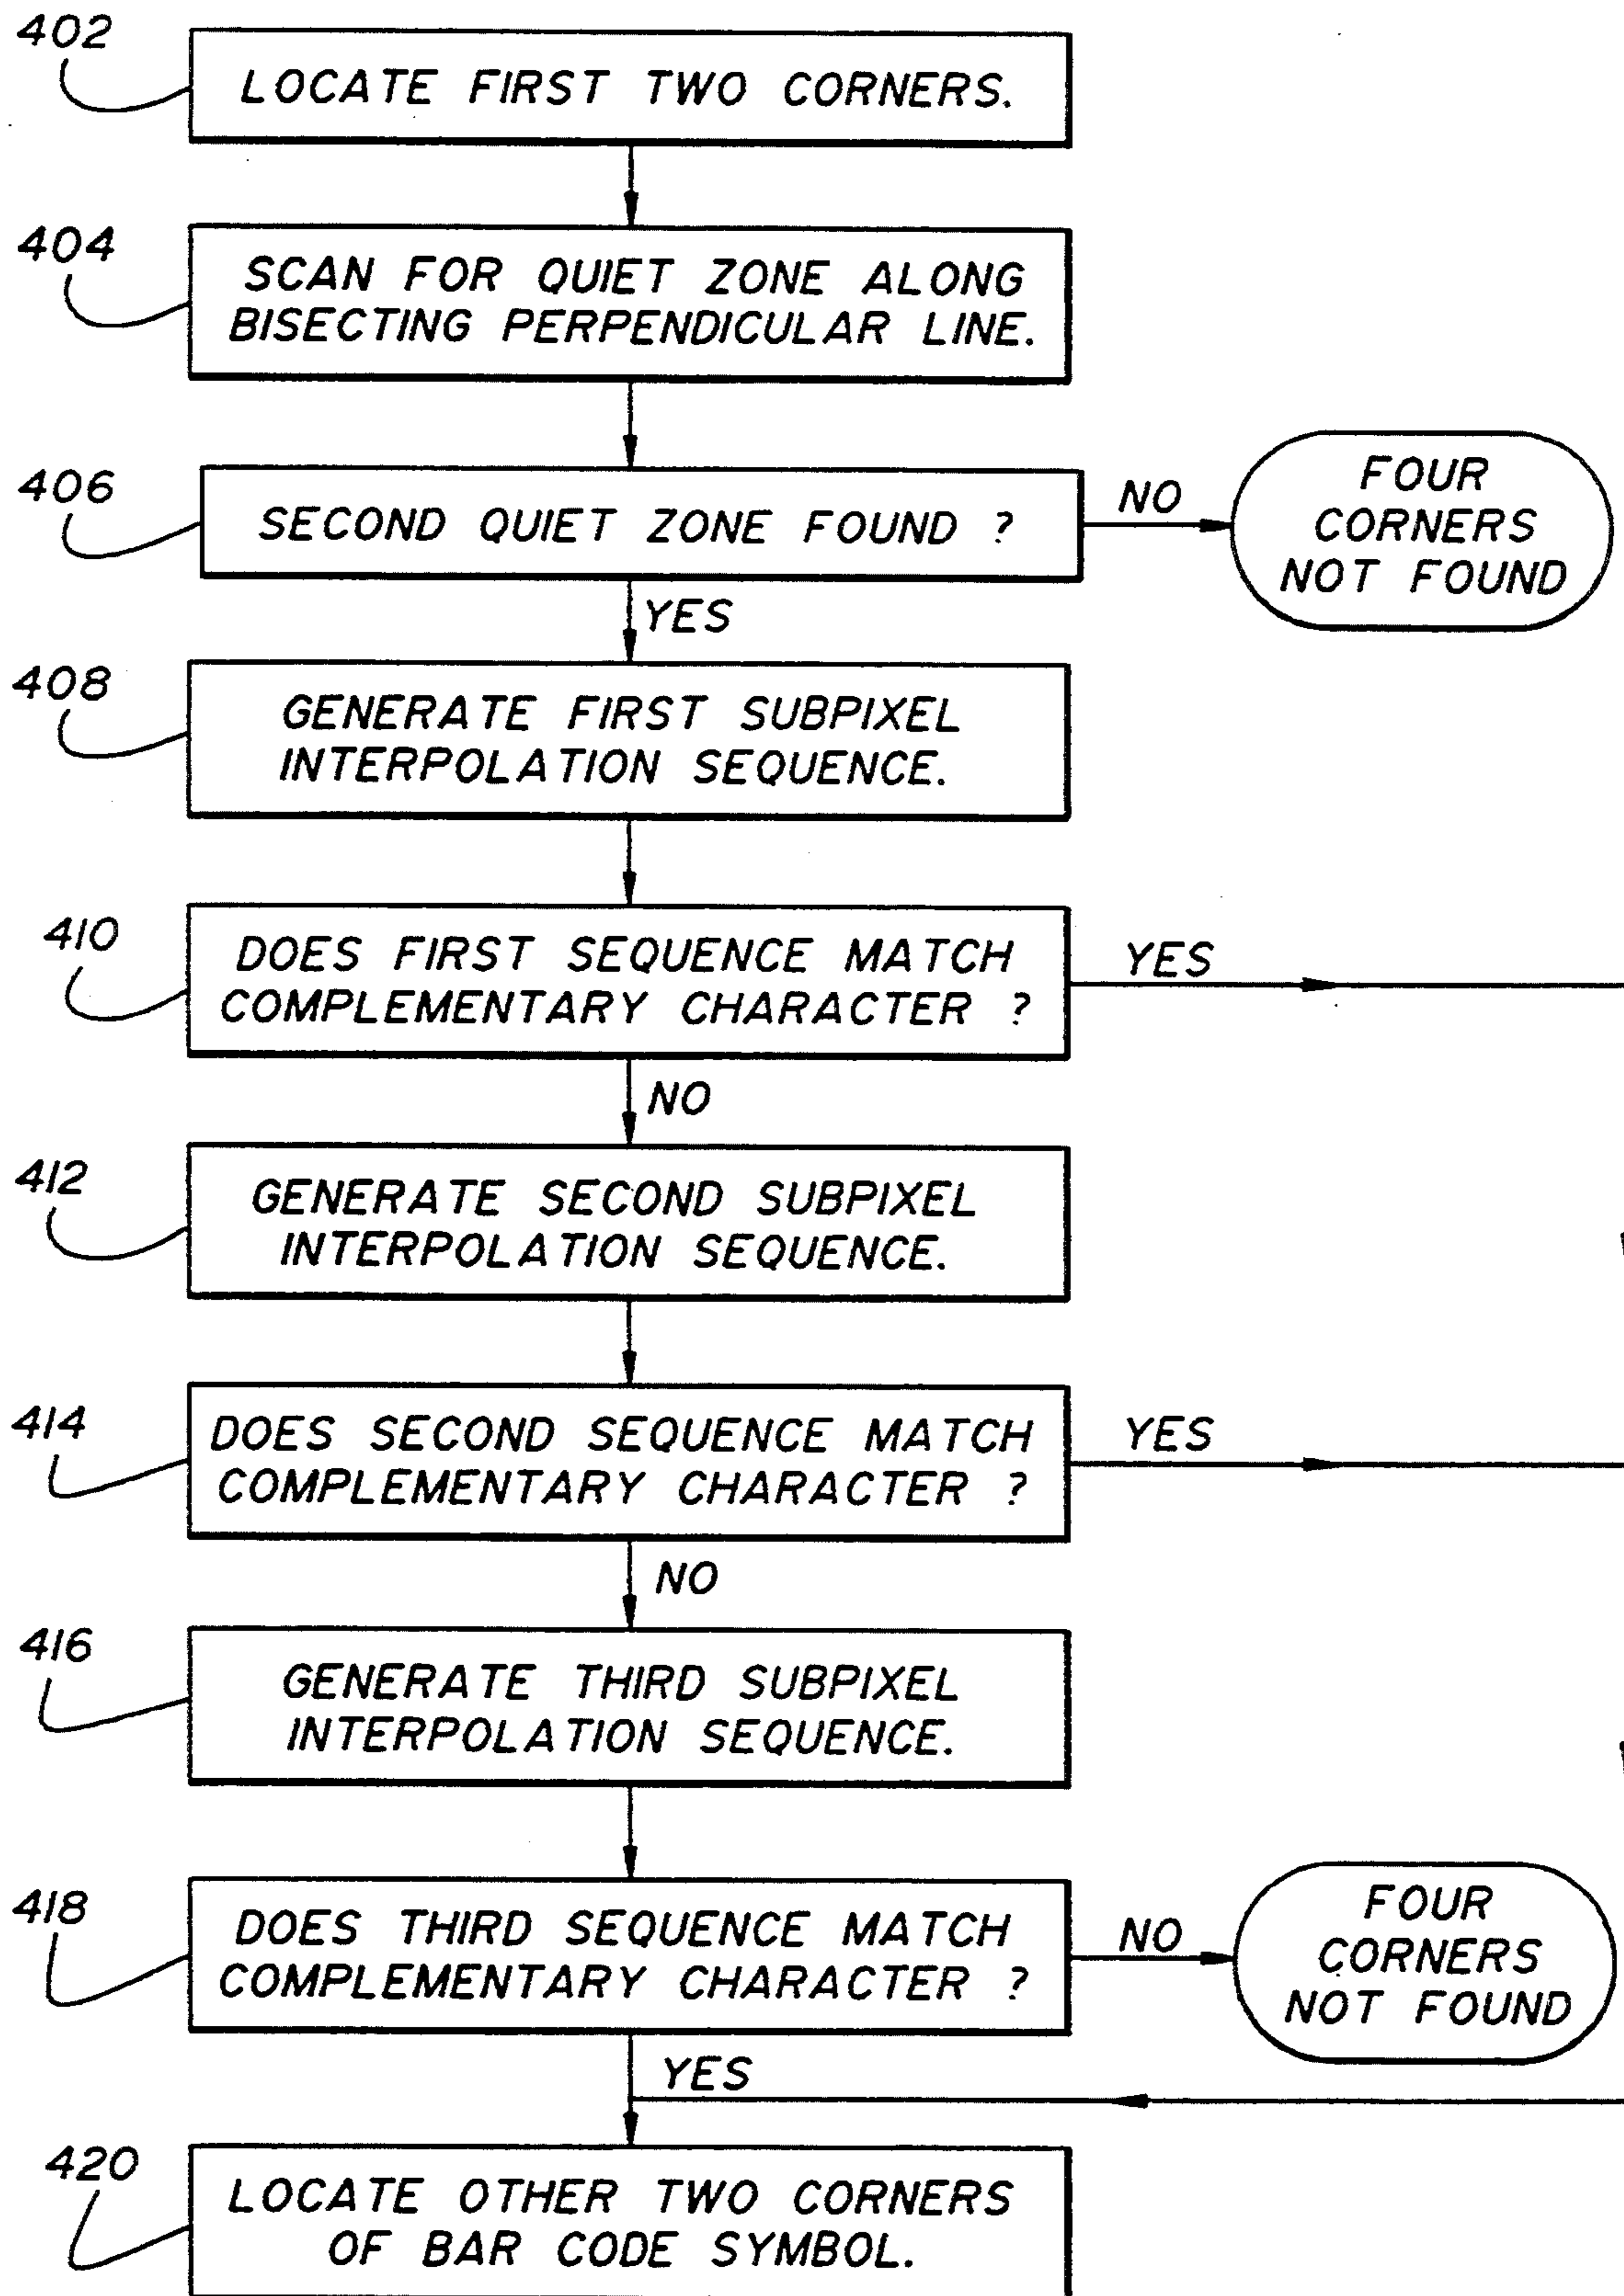 402
LOCATE FIRST TWO CORNERS.
404
SCAN FOR QUIET ZONE ALONG
BISECTING PERPENDICULAR LINE.
406
SECOND QUIET ZONE FOUND ?
NO
FOUR
CORNERS
NOT FOUND
YES
408
GENERATE FIRST SUBPIXEL
INTERPOLATION SEQUENCE.
410
DOES FIRST SEQUENCE MATCH
COMPLEMENTARY CHARACTER ?
YES
NO
412
GENERATE SECOND SUBPIXEL
INTERPOLATION SEQUENCE.
414
DOES SECOND SEQUENCE MATCH
COMPLEMENTARY CHARACTER ?
YES
NO
416
GENERATE THIRD SUBPIXEL
INTERPOLATION SEQUENCE.
418
DOES THIRD SEQUENCE MATCH
COMPLEMENTARY CHARACTER ?
NO
FOUR
CORNERS
NOT FOUND
YES
420
LOCATE OTHER TWO CORNERS
OF BAR CODE SYMBOL.